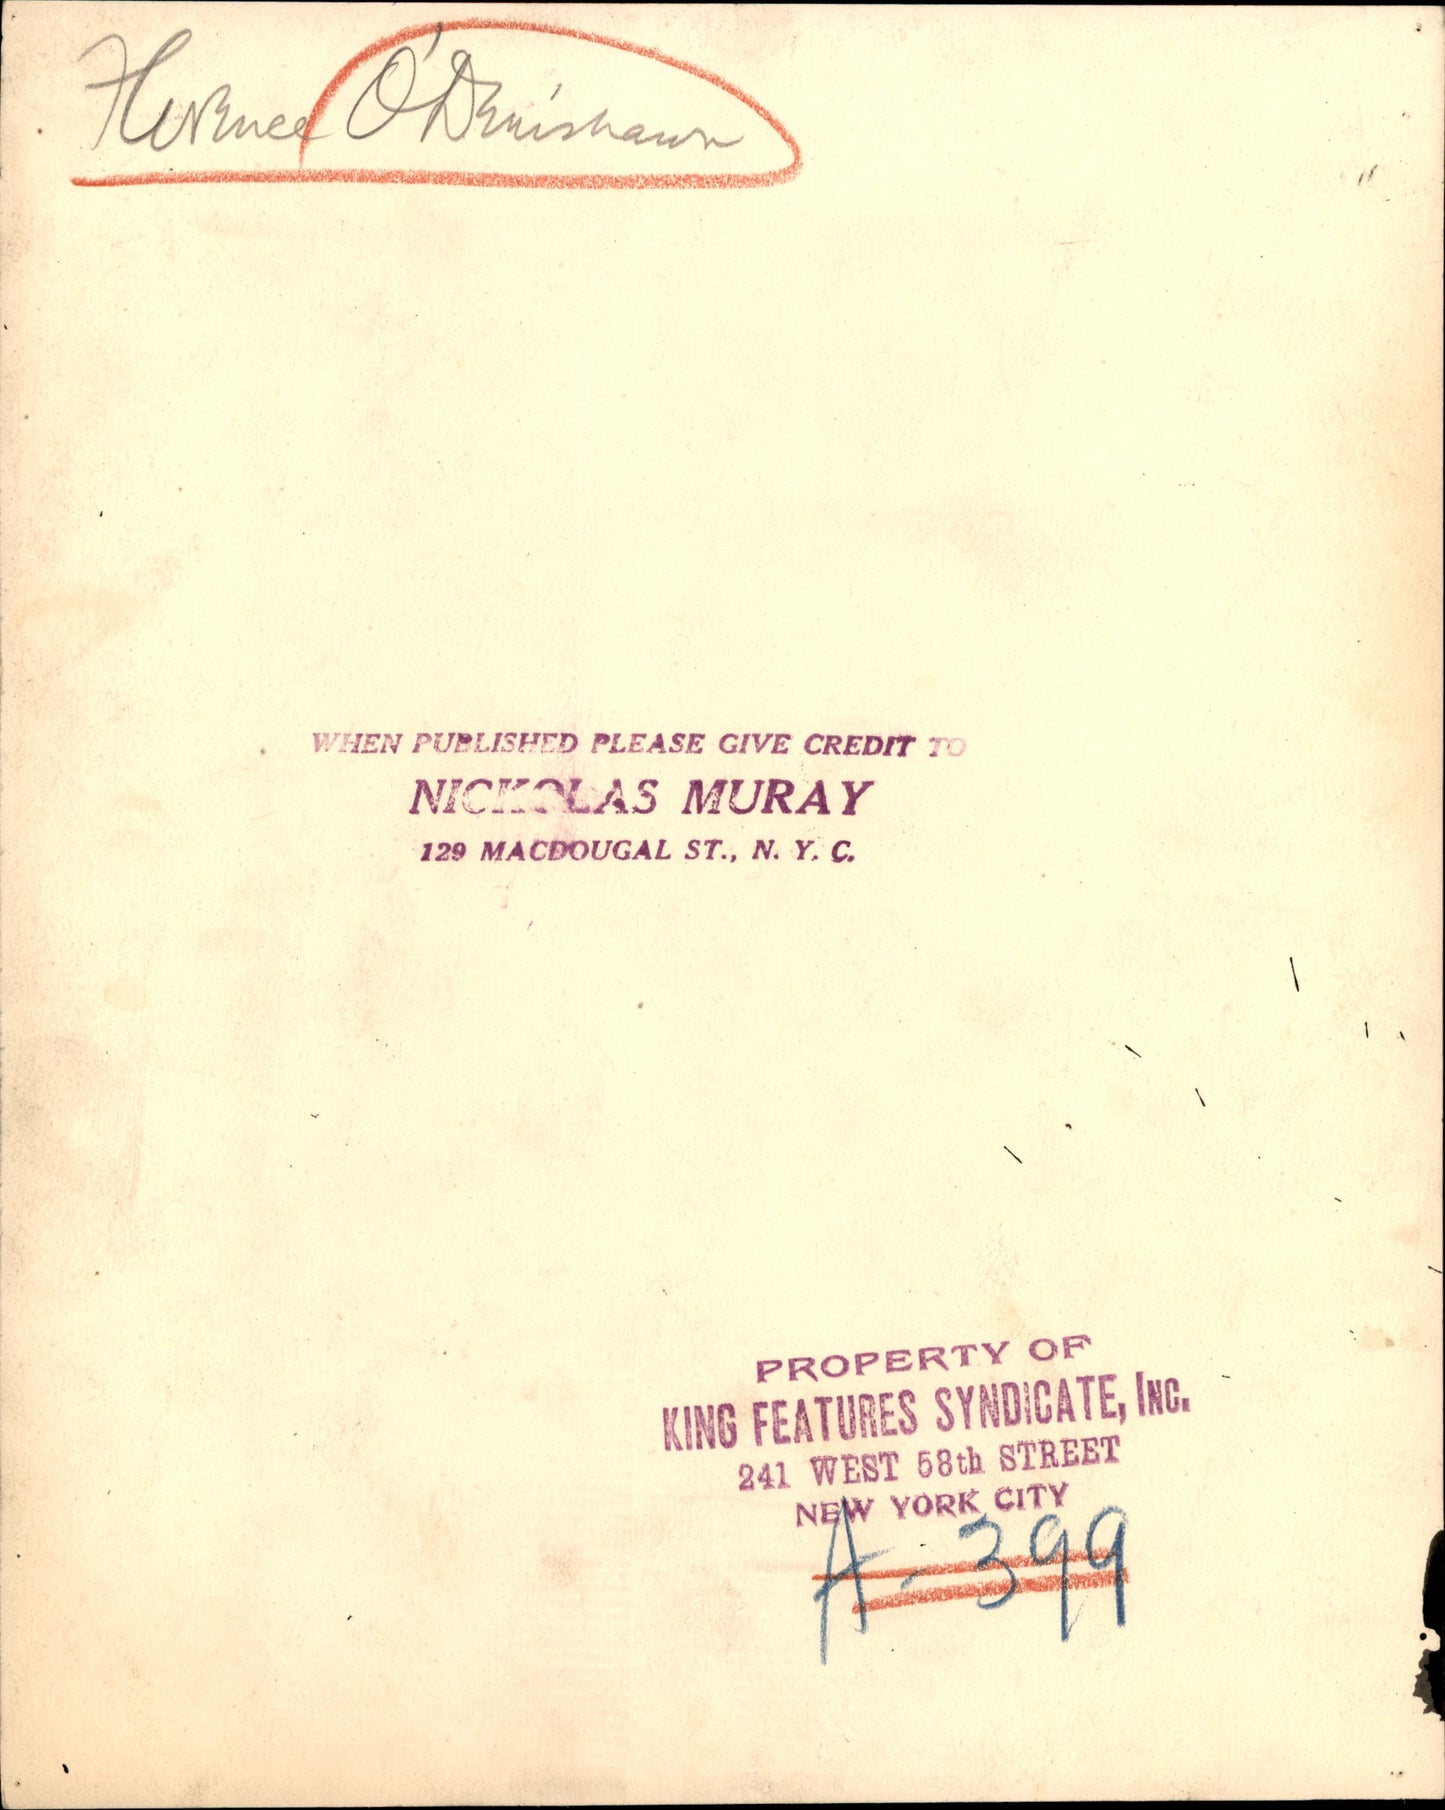 Florence O'Denishawn
WHEN PUBLISHED PLEASE GIVE CREDIT TO
NICKOLAS MURAY
129 MACDOUGAL ST., N. Y. C.
PROPERTY OF
KING FEATURES SYNDICATE, INC.
241 WEST 58th STREET
NEW YORK CITY
A-399